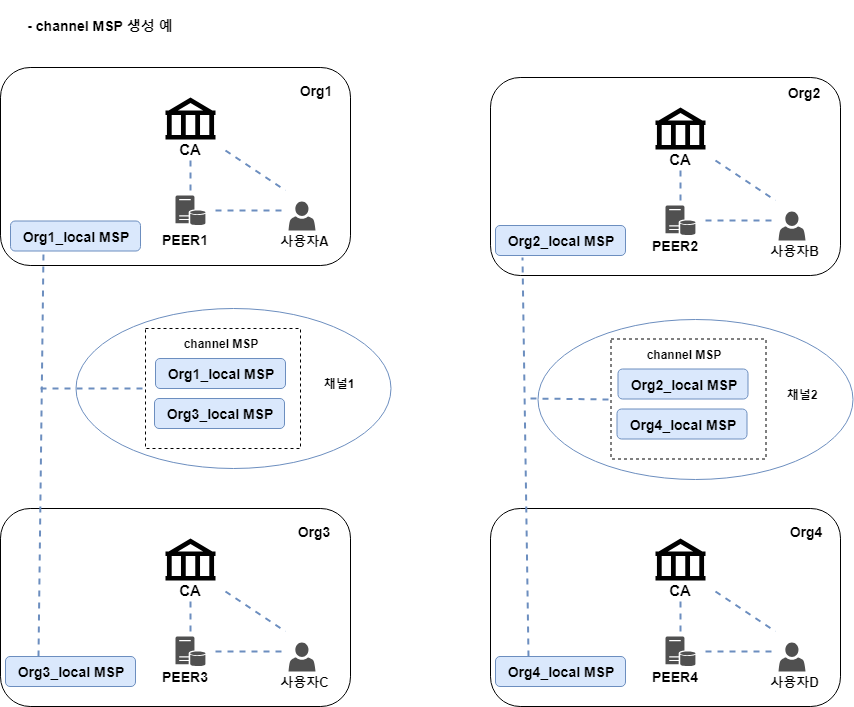 - channel MSP 생성 예
Org1
CA
PEER1
사용자A
Org1_local MSP
Org2
CA
PEER2
사용자B
Org2_local MSP
channel MSP
Org1_local MSP
Org3_local MSP
채널1
channel MSP
Org2_local MSP
Org4_local MSP
채널2
Org3
CA
PEER3
사용자C
Org3_local MSP
Org4
CA
PEER4
사용자D
Org4_local MSP